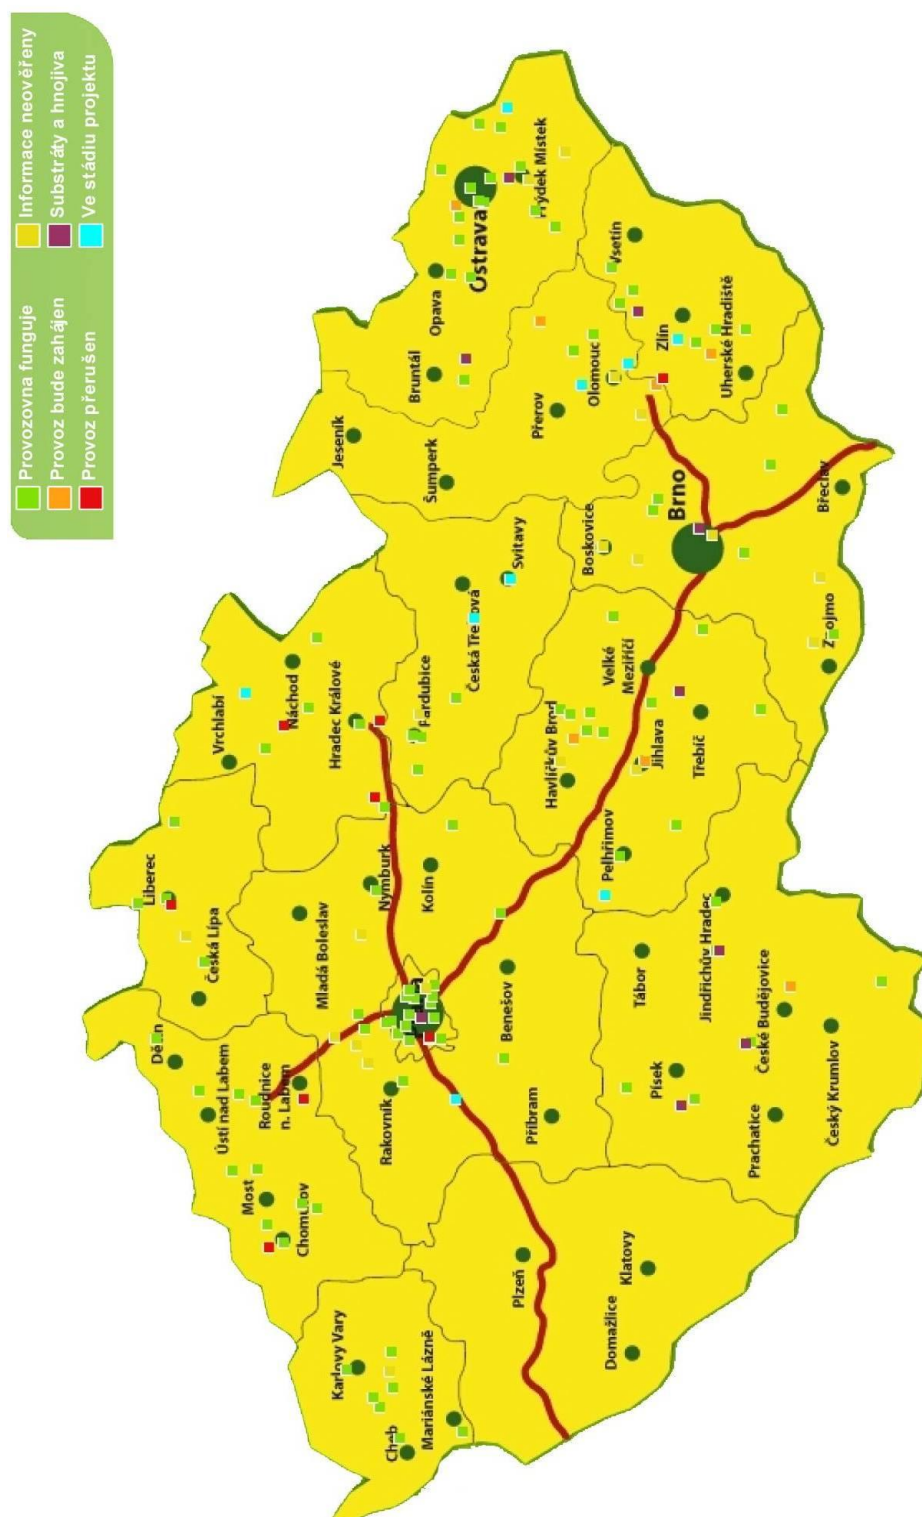 Provozovna funguje
Provoz bude zahájen
Provoz přerušen
Informace neověřeny
Substráty a hnojiva
Ve stádiu projektu
Děčín
Liberec
Česká Lípa
Ústí nad Labem
Roudnice
n. Labem
Most
Chomutov
Karlovy Vary
Cheb
Mariánské Lázně
Rakovník
Mladá Boleslav
Nymburk
Kolín
Vrchlabí
Náchod
Hradec Králové
Pardubice
Česká Třebová
Svitavy
Jeseník
Šumperk
Bruntál
Opava
Ostrava
Frýdek Místek
Přerov
Olomouc
Vsetín
Zlín
Uherské Hradiště
Boskovice
Brno
Břeclav
Znojmo
Havlíčkův Brod
Velké
Meziříčí
Jihlava
Třebíč
Pelhřimov
Benešov
Příbram
Plzeň
Klatovy
Domažlice
Tábor
Jindřichův Hradec
Písek
České Budějovice
Prachatice
Český Krumlov